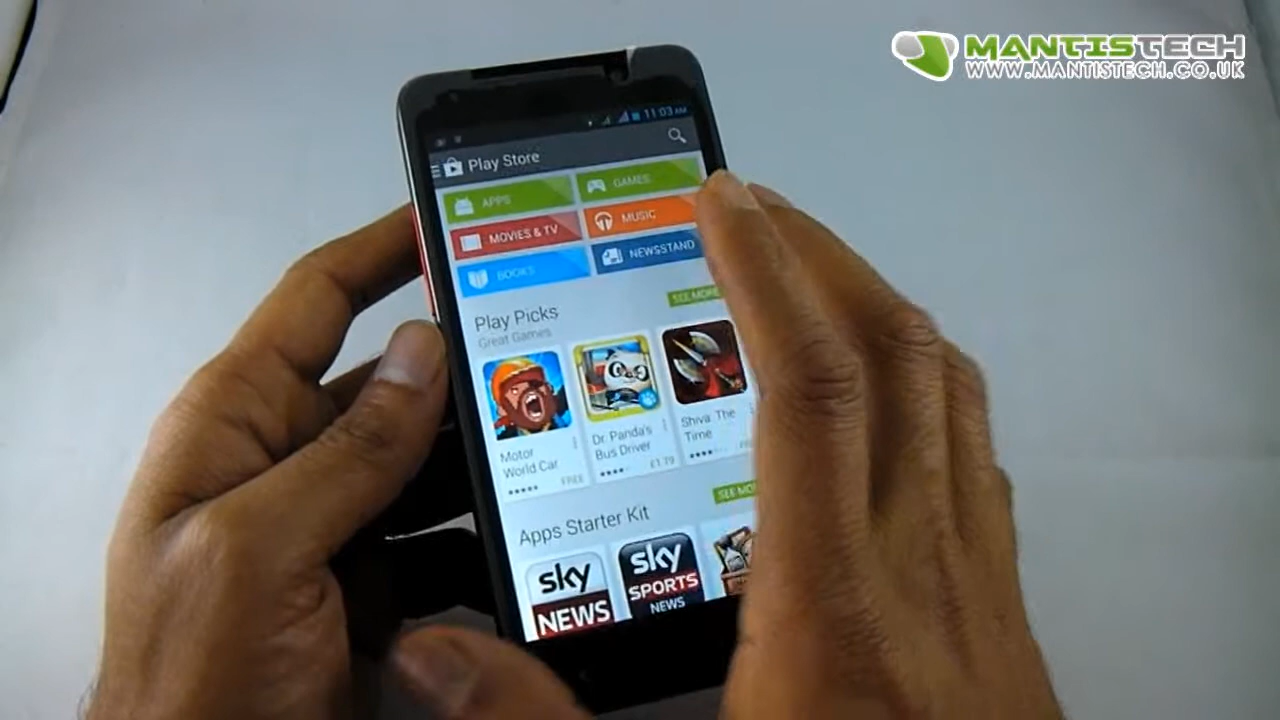 MANTISTECH
WWW.MANTISTECH.CO.UK
11:03 AM
Play Store
APPS
GAMES
MOVIES & TV
MUSIC
BOOKS
NEWSSTAND
Play Picks
SEE MORE
Great Games
Motor
World Car
FREE
Dr. Panda's
Bus Driver
£1.79
Shiva: The
Time
Apps Starter Kit
SEE MO
sky
NEWS
sky
SPORTS
NEWS